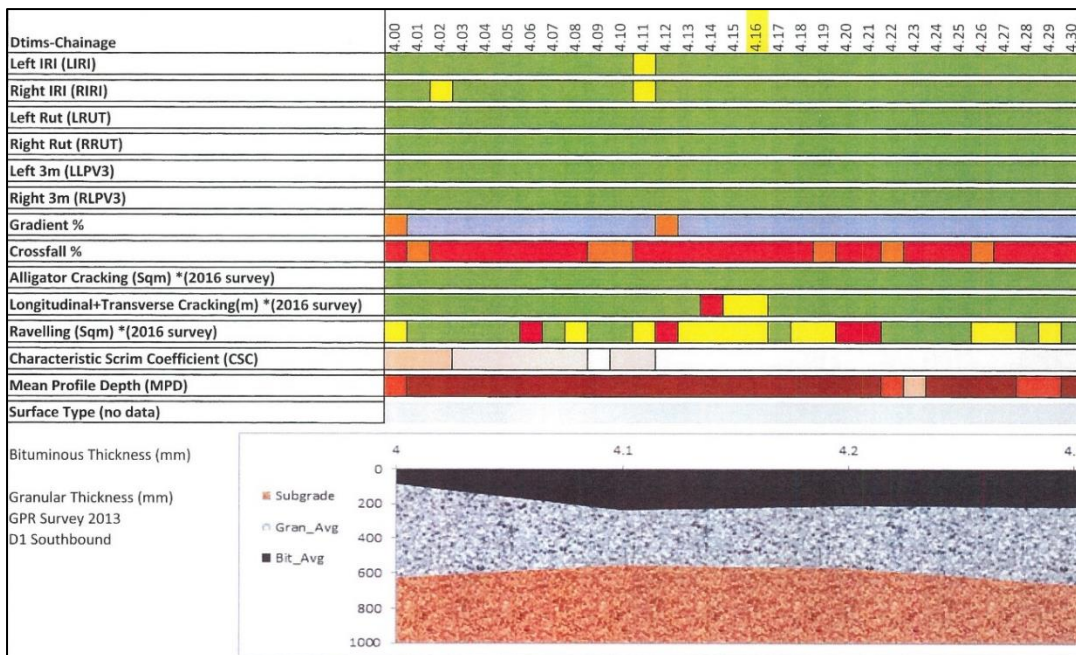 Dtims-Chainage 4.00 4.01 4.02 4.03 4.04 4.05 4.06 4.07 4.08 4.09 4.10 4.11 4.12 4.13 4.14 4.15 4.16 4.17 4.18 4.19 4.20 4.21 4.22 4.23 4.24 4.25 4.26 4.27 4.28 4.29 4.30
Left IRI (LIRI)
Right IRI (RIRI)
Left Rut (LRUT)
Right Rut (RRUT)
Left 3m (LLPV3)
Right 3m (RLPV3)
Gradient %
Crossfall %
Alligator Cracking (Sqm) *(2016 survey)
Longitudinal+Transverse Cracking(m) *(2016 survey)
Ravelling (Sqm) *(2016 survey)
Characteristic Scrim Coefficient (CSC)
Mean Profile Depth (MPD)
Surface Type (no data)
Bituminous Thickness (mm)
Granular Thickness (mm)
GPR Survey 2013
D1 Southbound
Subgrade
Gran_Avg
Bit_Avg
4 4.1 4.2
0
200
400
600
800
1000